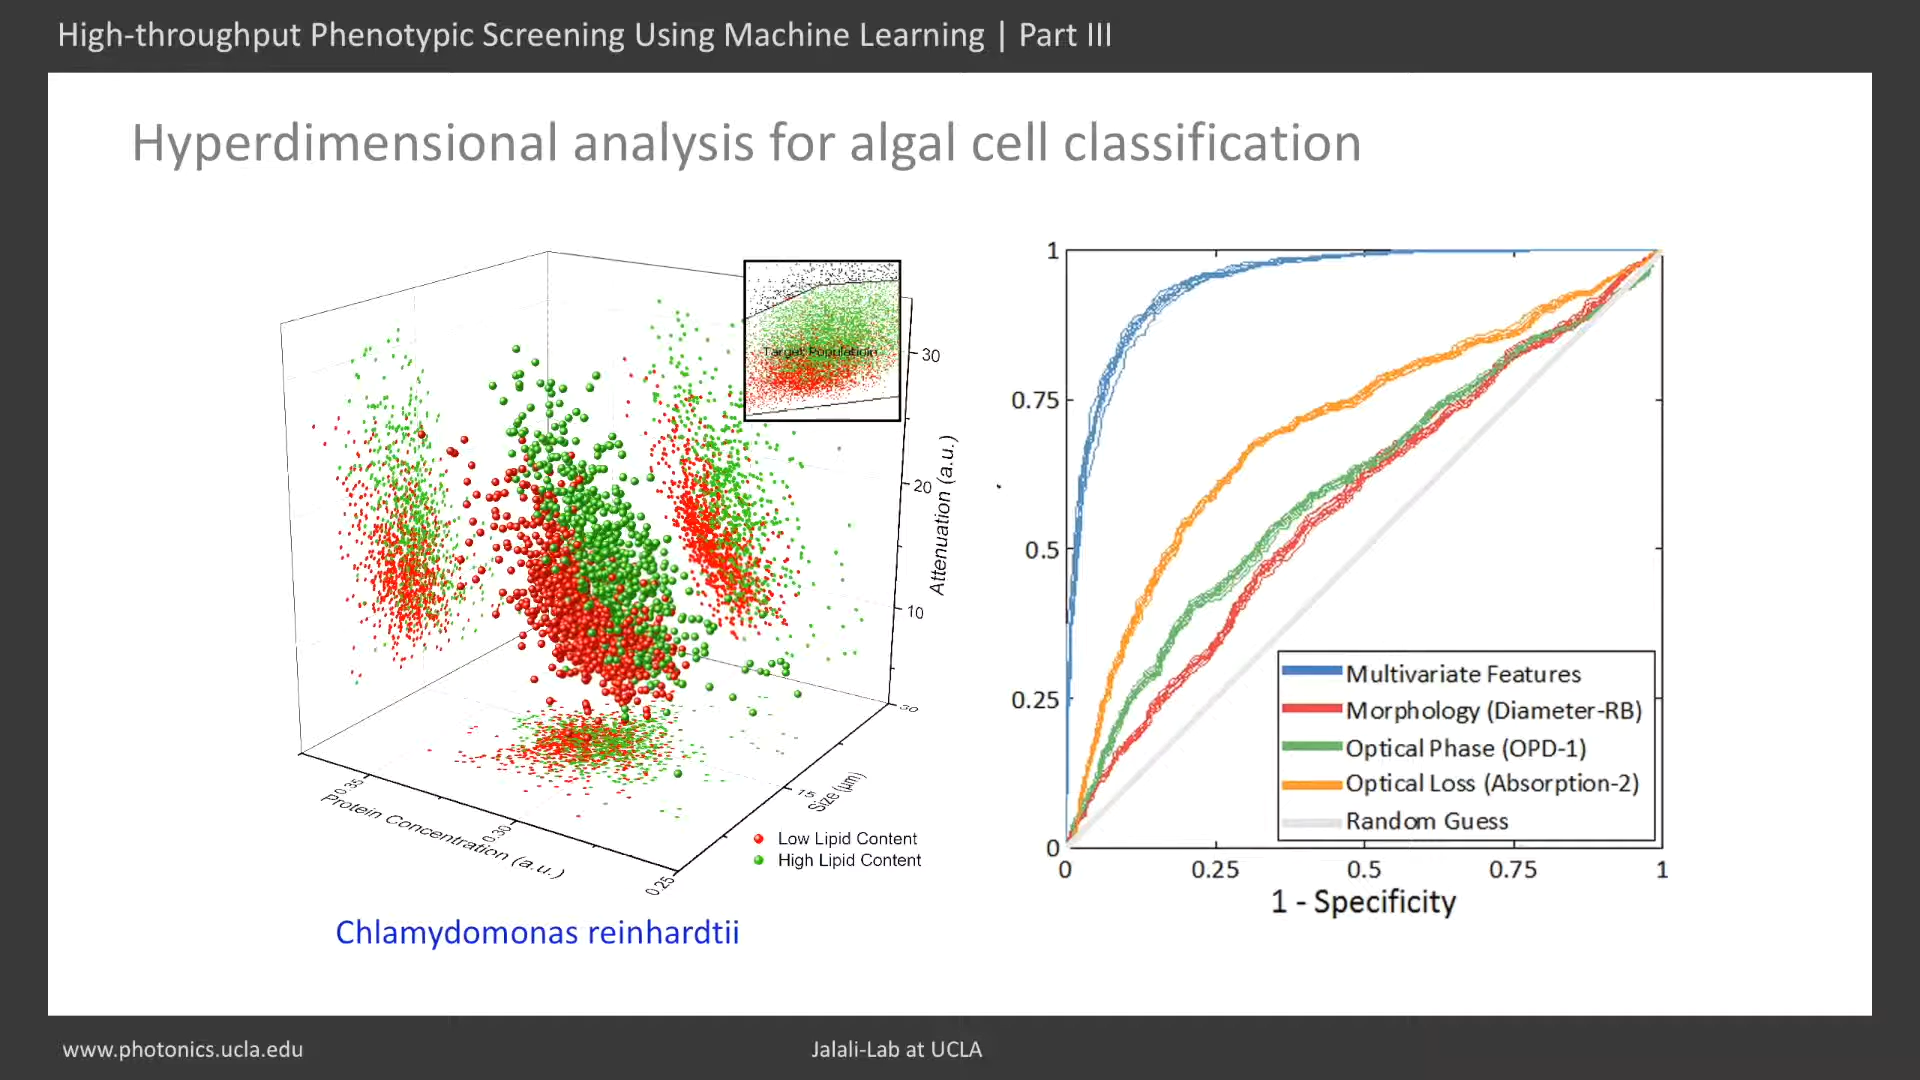 High-throughput Phenotypic Screening Using Machine Learning | Part III
Hyperdimensional analysis for algal cell classification
Target Population
30
20
10
Attenuation (a.u.)
30
15
Size (μm)
0.35
0.30
0.25
Protein Concentration (a.u.)
Low Lipid Content
High Lipid Content
Chlamydomonas reinhardtii
1
0.75
0.5
0.25
0
0
0.25
0.5
0.75
1
1 - Specificity
Multivariate Features
Morphology (Diameter-RB)
Optical Phase (OPD-1)
Optical Loss (Absorption-2)
Random Guess
www.photonics.ucla.edu
Jalali-Lab at UCLA